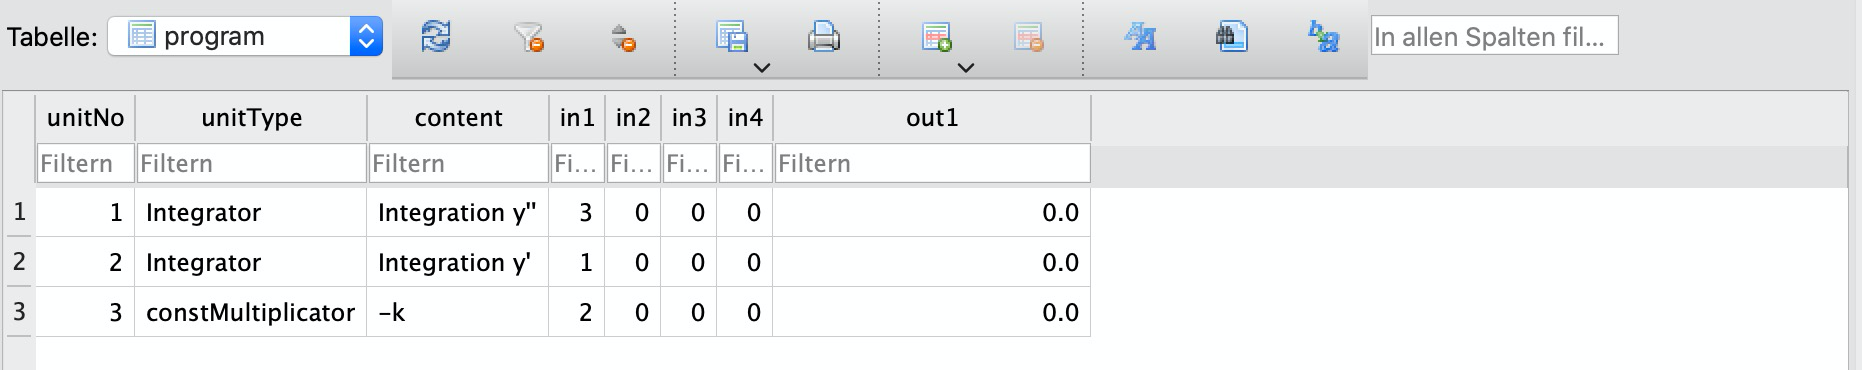 Tabelle: program In allen Spalten fil...
unitNo unitType content in1 in2 in3 in4 out1
Filtern Filtern Filtern Fi... Fi... Fi... Fi... Filtern
1 1 Integrator Integration y" 3 0 0 0 0.0
2 2 Integrator Integration y' 1 0 0 0 0.0
3 3 constMultiplicator -k 2 0 0 0 0.0